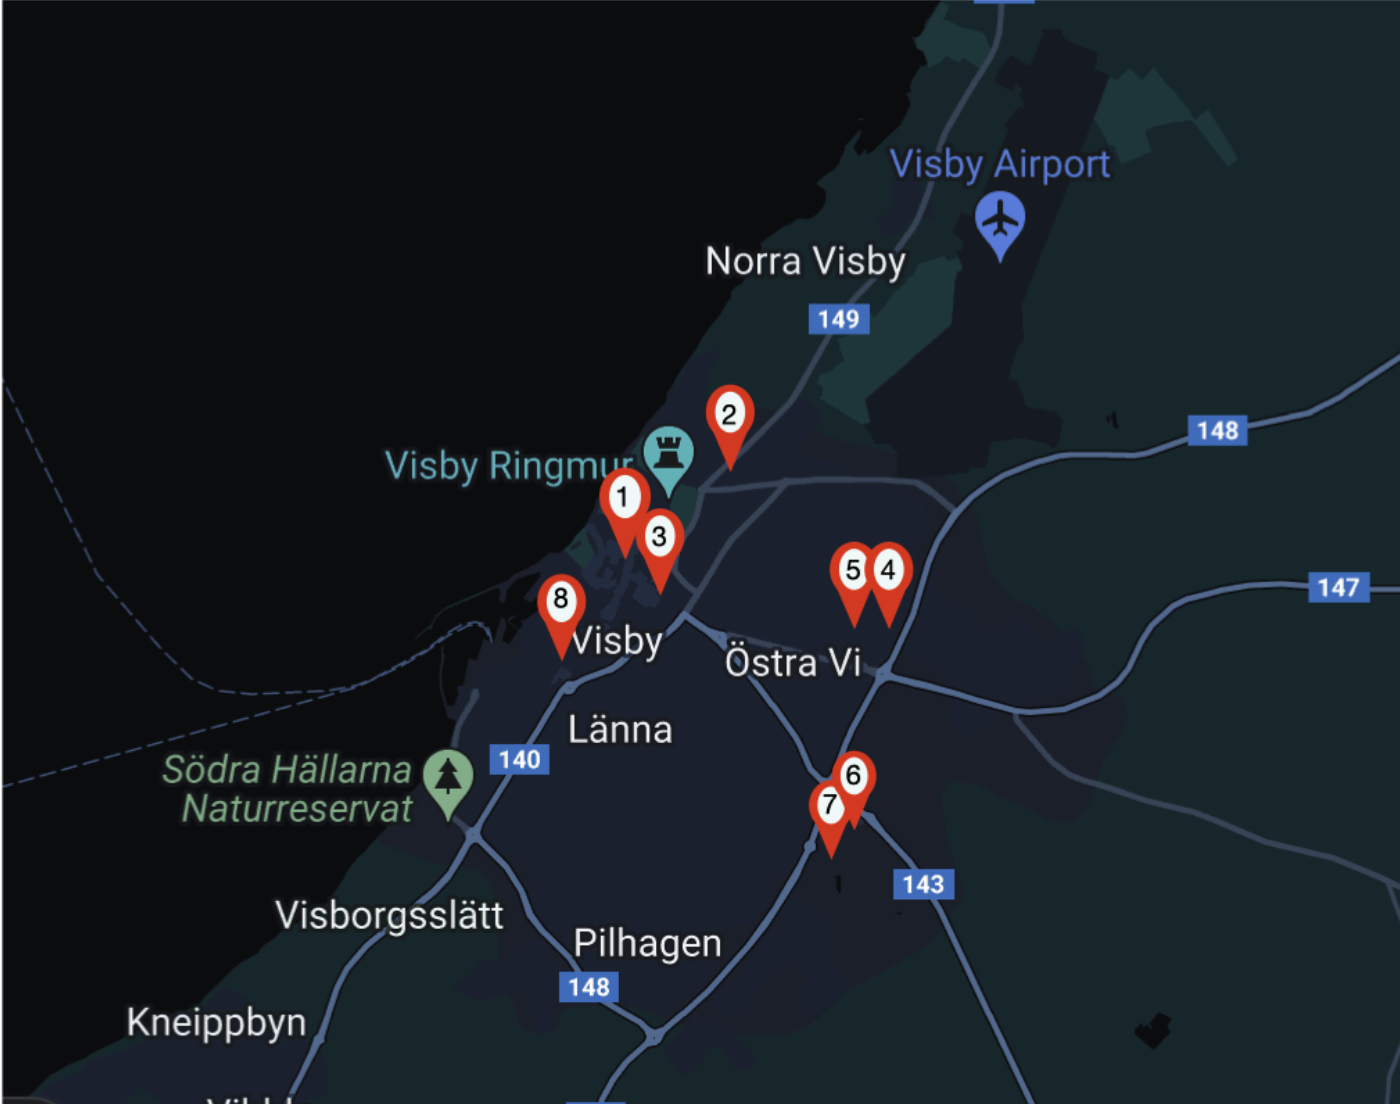 Visby Airport
Norra Visby
149
148
2
Visby Ringmur
1
3
5
4
147
8
Visby
Östra Vi
Länna
140
Södra Hällarna
Naturreservat
6
7
143
Visborgsslätt
Pilhagen
148
Kneippbyn